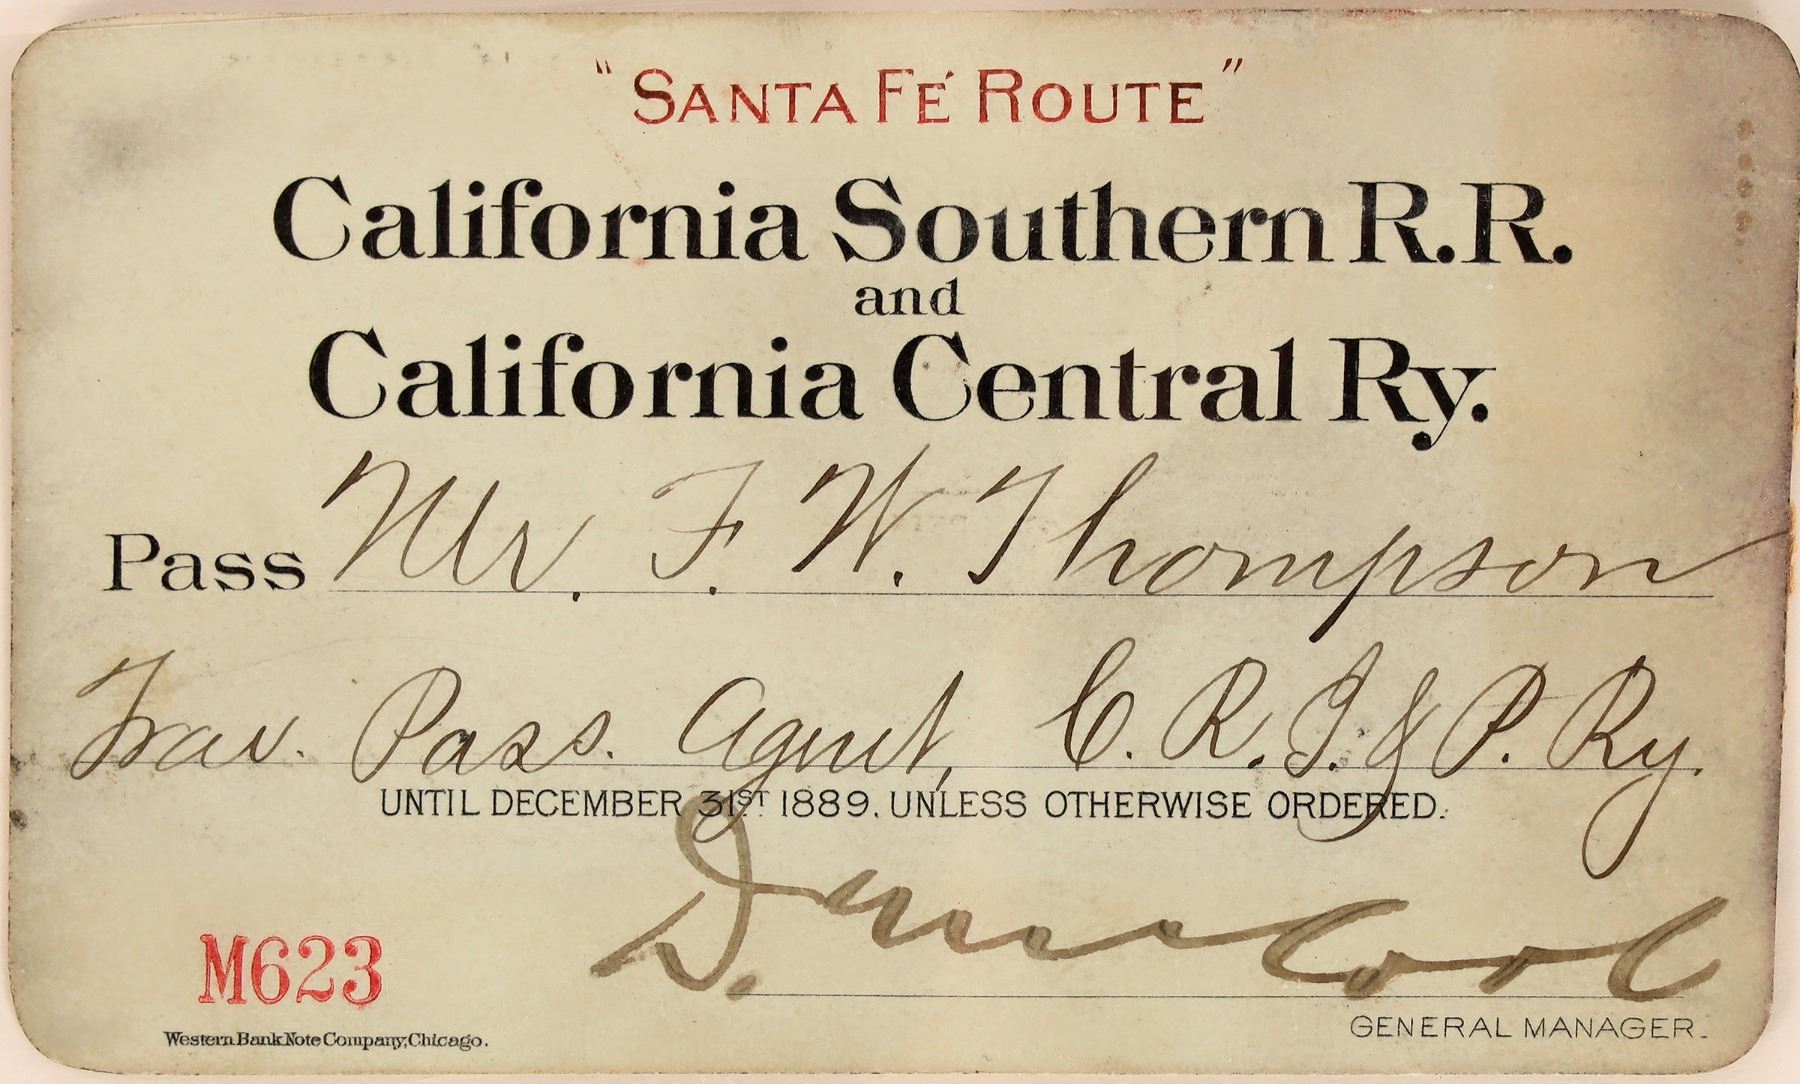 "SANTA FÉ ROUTE"
California Southern R.R.
and
California Central Ry.
Pass Mr. F. W. Thompson
Trav. Pass. Agent, C. R. I. & P. Ry.
UNTIL DECEMBER 31ST 1889. UNLESS OTHERWISE ORDERED.
M623
Western Bank Note Company, Chicago.
GENERAL MANAGER.